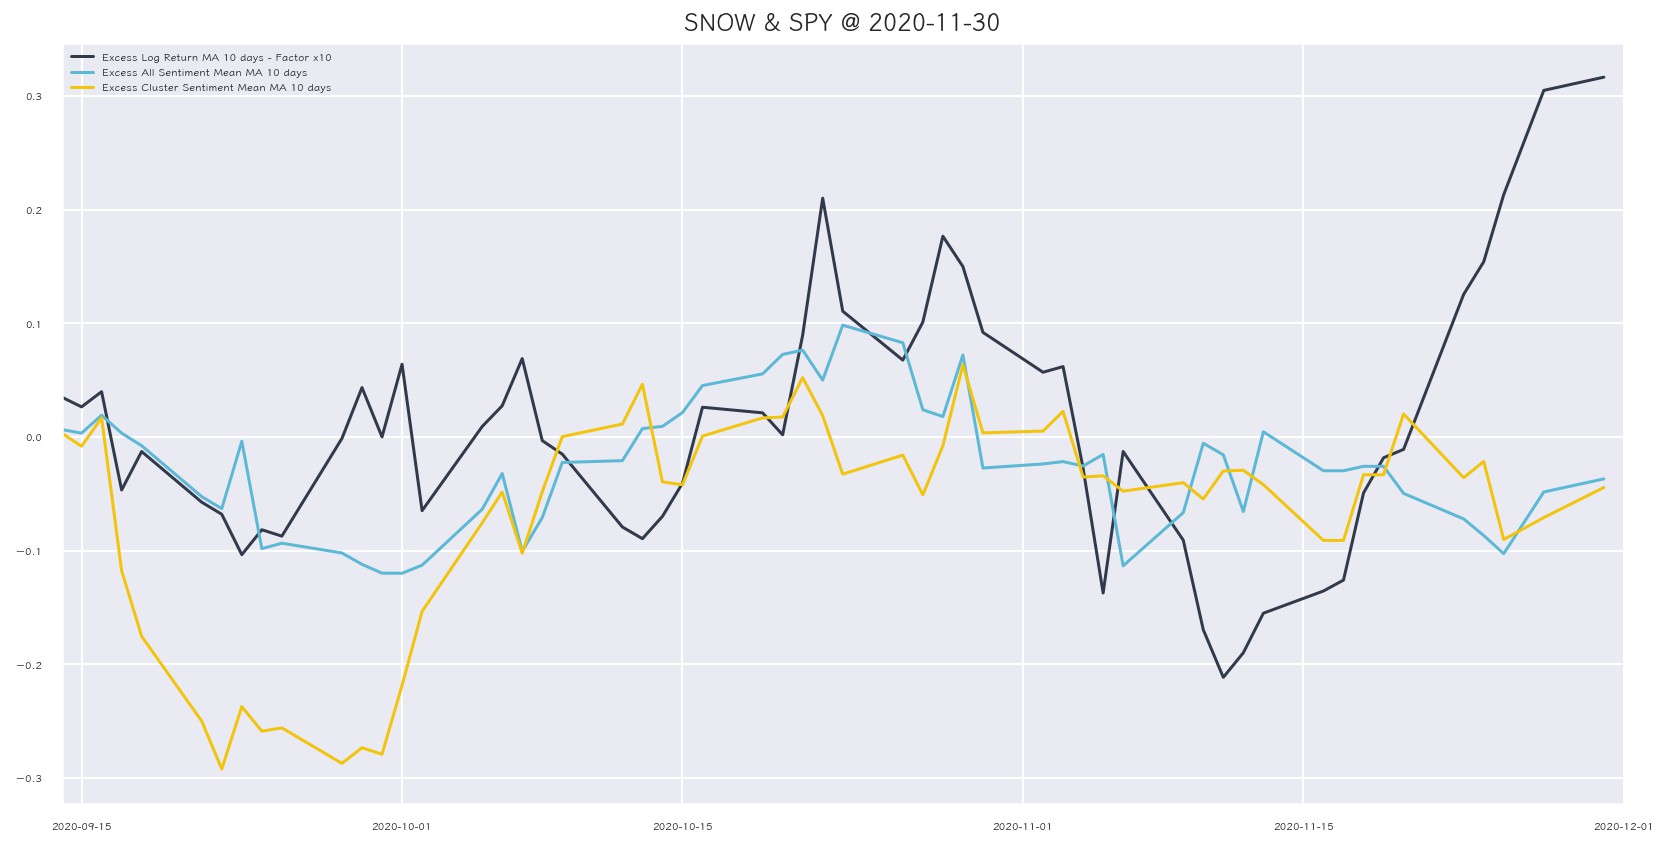 SNOW & SPY @ 2020-11-30
Excess Log Return MA 10 days - Factor x10
Excess All Sentiment Mean MA 10 days
Excess Cluster Sentiment Mean MA 10 days
0.3
0.2
0.1
0.0
−0.1
−0.2
−0.3
2020-09-15 2020-10-01 2020-10-15 2020-11-01 2020-11-15 2020-12-01